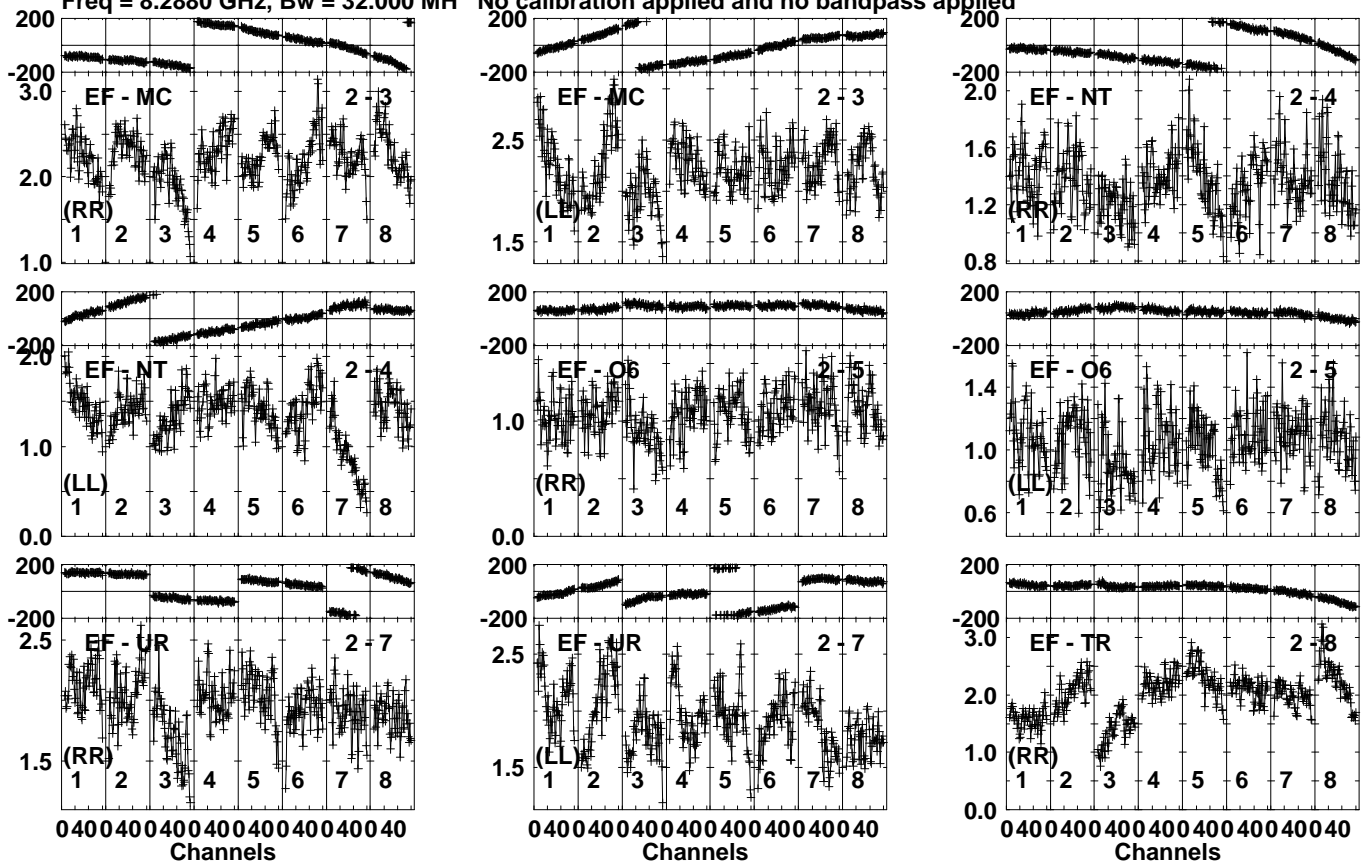 Freq = 8.2880 GHz, Bw = 32.000 MH No calibration applied and no bandpass applied
200
-200
3.0
2.0
1.0
EF - MC 2 - 3
(RR)
1 2 3 4 5 6 7 8
200
-200
2.5
1.5
EF - MC 2 - 3
(LL)
1 2 3 4 5 6 7 8
200
-200
2.0
1.6
1.2
0.8
EF - NT 2 - 4
(RR)
1 2 3 4 5 6 7 8
200
-200
2.0
1.0
0.0
EF - NT 2 - 4
(LL)
1 2 3 4 5 6 7 8
200
-200
1.0
0.0
EF - O6 2 - 5
(RR)
1 2 3 4 5 6 7 8
200
-200
1.4
1.0
0.6
EF - O6 2 - 5
(LL)
1 2 3 4 5 6 7 8
200
-200
2.5
1.5
EF - UR 2 - 7
(RR)
1 2 3 4 5 6 7 8
0 40 0 40 0 40 0 40 0 40 0 40 0 40 0 40
Channels
200
-200
2.5
1.5
EF - UR 2 - 7
(LL)
1 2 3 4 5 6 7 8
0 40 0 40 0 40 0 40 0 40 0 40 0 40 0 40
Channels
200
-200
3.0
2.0
1.0
0.0
EF - TR 2 - 8
(RR)
1 2 3 4 5 6 7 8
0 40 0 40 0 40 0 40 0 40 0 40 0 40 0 40
Channels